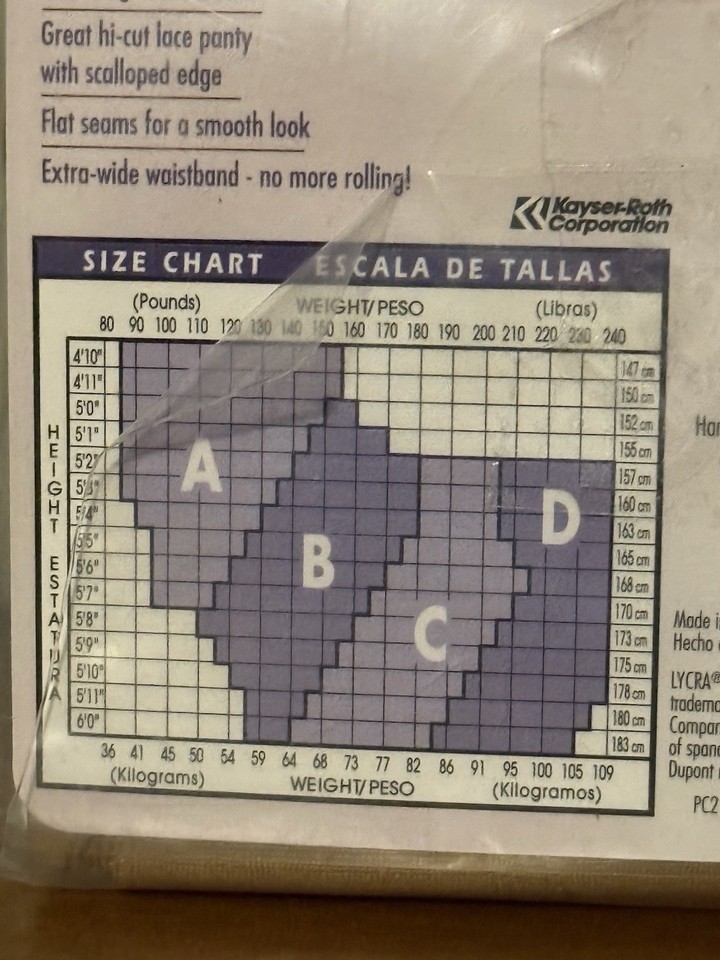 Great hi-cut lace panty
with scalloped edge
Flat seams for a smooth look
Extra-wide waistband - no more rolling!
Kayser-Roth
Corporation
SIZE CHART ESCALA DE TALLAS
(Pounds) WEIGHT/PESO (Libras)
80 90 100 110 120 130 140 150 160 170 180 190 200 210 220 230 240
4'10" 147 cm
4'11" 150 cm
5'0" 152 cm
5'1" 155 cm
5'2" 157 cm
5'3" 160 cm
5'4" 163 cm
5'5" 165 cm
5'6" 168 cm
5'7" 170 cm
5'8" 173 cm
5'9" 175 cm
5'10" 178 cm
5'11" 180 cm
6'0" 183 cm
HEIGHT ESTATURA
A
B
C
D
36 41 45 50 54 59 64 68 73 77 82 86 91 95 100 105 109
(Kilograms) WEIGHT/PESO (Kilogramos)
Made
Hecho
LYCRA®
of
Dupont
PC2